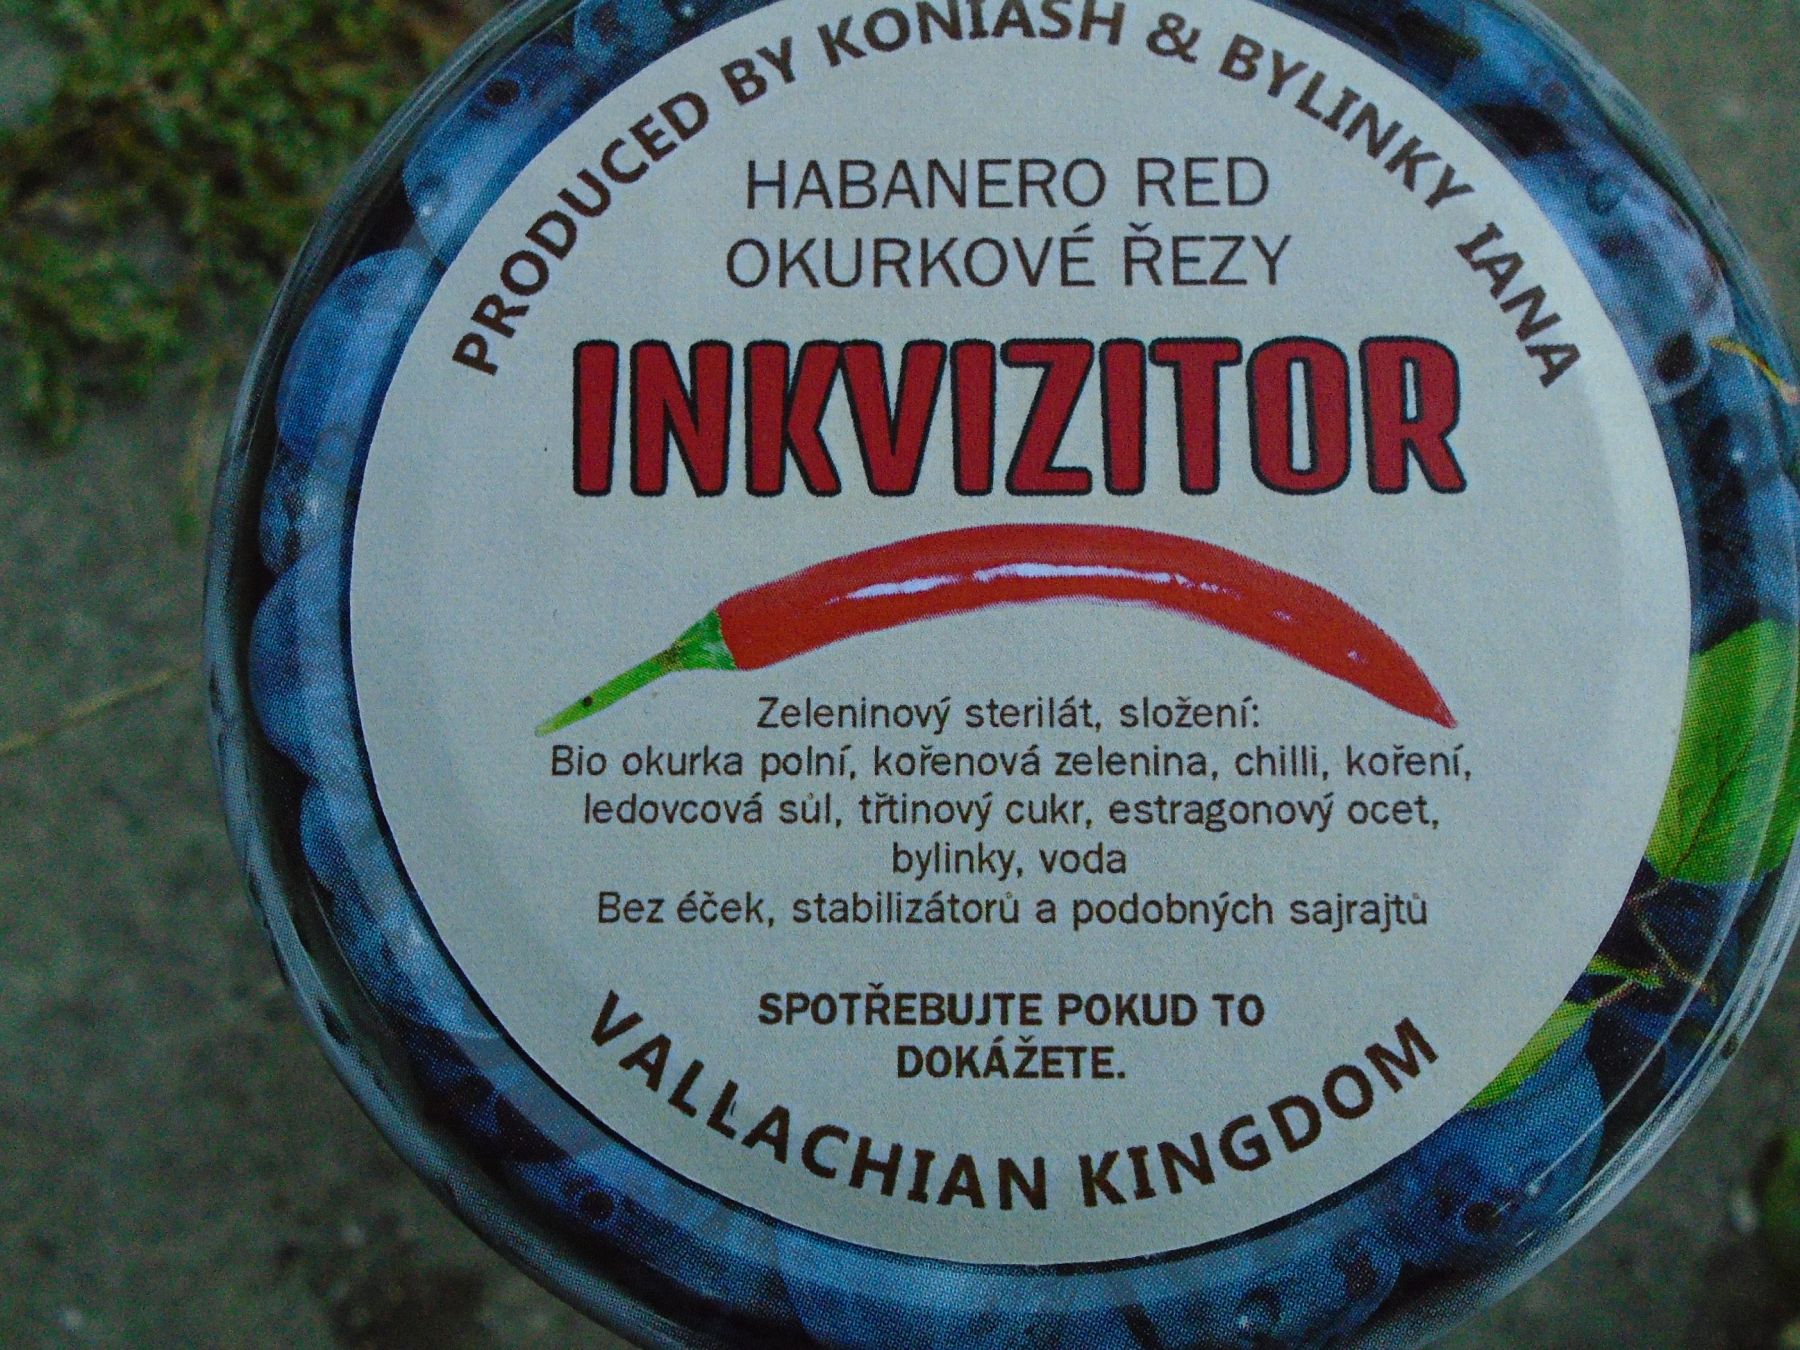 PRODUCED BY KONIASH & BYLINKY IANA
HABANERO RED
OKURKOVÉ ŘEZY
INKVIZITOR
Zeleninový sterilát, složení:
Bio okurka polní, kořenová zelenina, chilli, koření,
ledovcová sůl, třtinový cukr, estragonový ocet,
bylinky, voda
Bez éček, stabilizátorů a podobných sajrajtů
SPOTŘEBUJTE POKUD TO
DOKÁŽETE.
VALLACHIAN KINGDOM